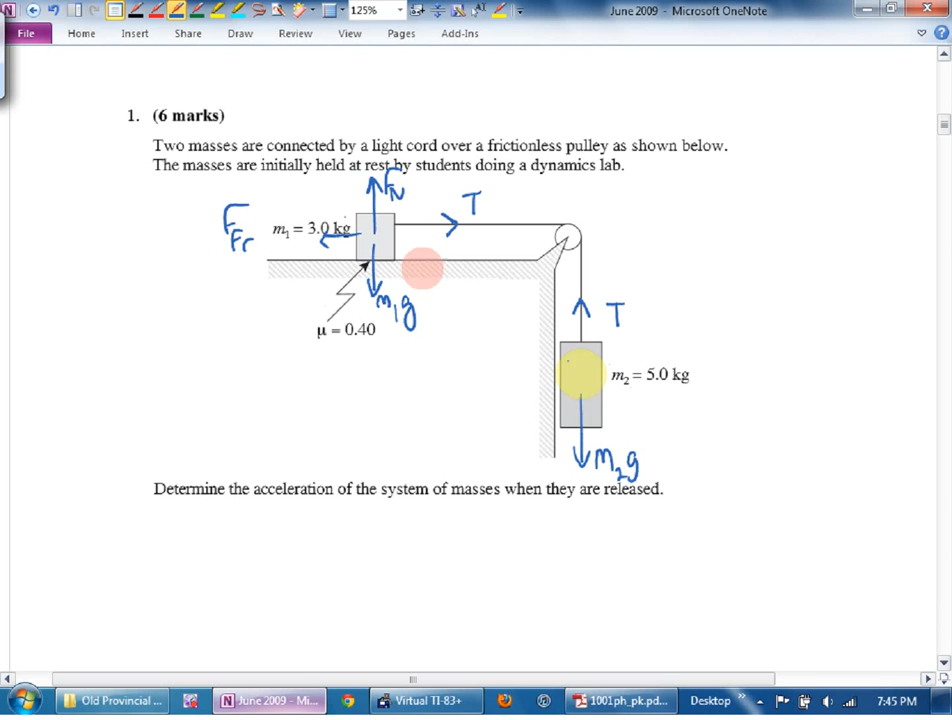 125%
June 2009 - Microsoft OneNote
File Home Insert Share Draw Review View Pages Add-Ins
1. (6 marks)
Two masses are connected by a light cord over a frictionless pulley as shown below.
The masses are initially held at rest by students doing a dynamics lab.
FN
T
FFr
m1 = 3.0 kg
m1g
μ = 0.40
T
m2 = 5.0 kg
m2g
Determine the acceleration of the system of masses when they are released.
Old Provincial ... June 2009 - Mi... Virtual TI-83+ 1001ph_pk.pd... Desktop 7:45 PM